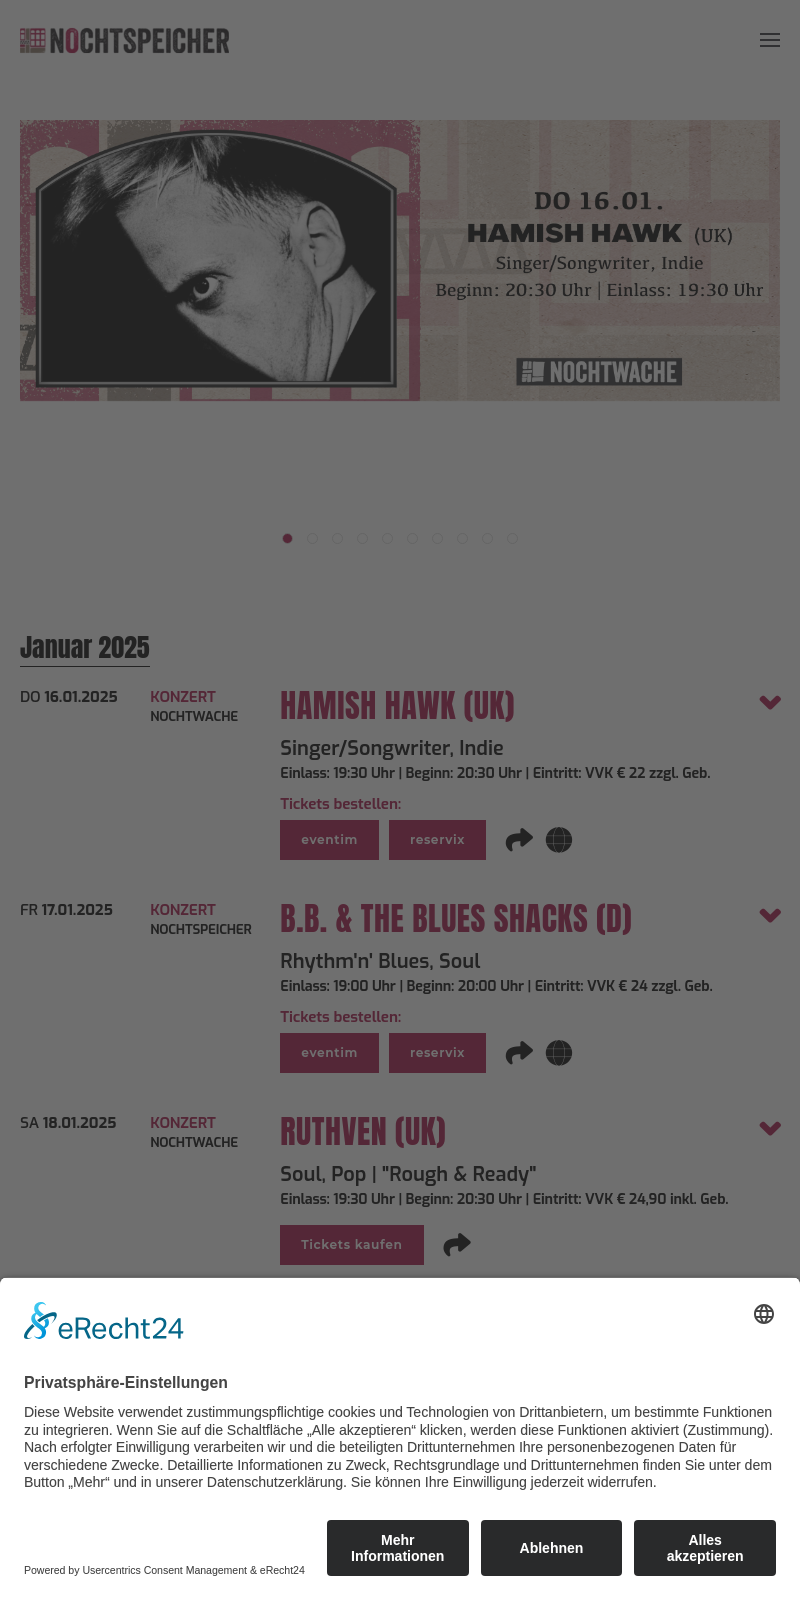 NOCHTSPEICHER
DO 16.01.
HAMISH HAWK (UK)
Singer/Songwriter, Indie
Beginn: 20:30 Uhr | Einlass: 19:30 Uhr
NOCHTWACHE
Januar 2025
DO 16.01.2025
KONZERT
NOCHTWACHE
HAMISH HAWK (UK)
Singer/Songwriter, Indie
Einlass: 19:30 Uhr | Beginn: 20:30 Uhr | Eintritt: VVK € 22 zzgl. Geb.
Tickets bestellen:
eventim
reservix
FR 17.01.2025
KONZERT
NOCHTSPEICHER
B.B. & THE BLUES SHACKS (D)
Rhythm'n' Blues, Soul
Einlass: 19:00 Uhr | Beginn: 20:00 Uhr | Eintritt: VVK € 24 zzgl. Geb.
Tickets bestellen:
eventim
reservix
SA 18.01.2025
KONZERT
NOCHTWACHE
RUTHVEN (UK)
Soul, Pop | "Rough & Ready"
Einlass: 19:30 Uhr | Beginn: 20:30 Uhr | Eintritt: VVK € 24,90 inkl. Geb.
Tickets kaufen
eRecht24
Privatsphäre-Einstellungen
Diese Website verwendet zustimmungspflichtige cookies und Technologien von Drittanbietern, um bestimmte Funktionen
zu integrieren. Wenn Sie auf die Schaltfläche „Alle akzeptieren“ klicken, werden diese Funktionen aktiviert (Zustimmung).
Nach erfolgter Einwilligung verarbeiten wir und die beteiligten Drittunternehmen Ihre personenbezogenen Daten für
verschiedene Zwecke. Detaillierte Informationen zu Zweck, Rechtsgrundlage und Drittunternehmen finden Sie unter dem
Button „Mehr“ und in unserer Datenschutzerklärung. Sie können Ihre Einwilligung jederzeit widerrufen.
Mehr
Informationen
Ablehnen
Alles
akzeptieren
Powered by Usercentrics Consent Management & eRecht24